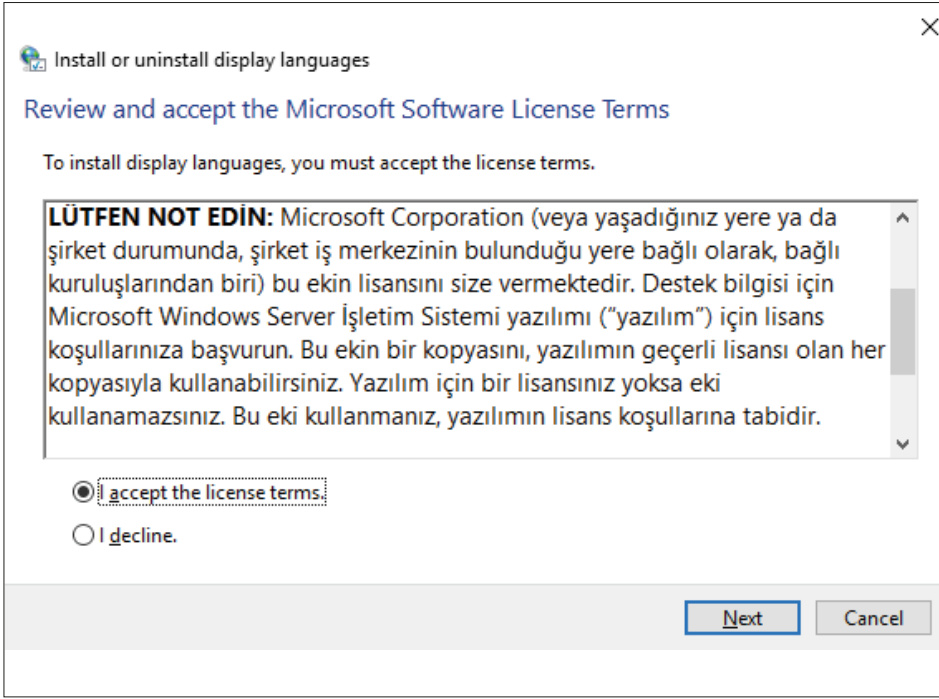 Install or uninstall display languages
Review and accept the Microsoft Software License Terms
To install display languages, you must accept the license terms.
LÜTFEN NOT EDİN: Microsoft Corporation (veya yaşadığınız yere ya da
şirket durumunda, şirket iş merkezinin bulunduğu yere bağlı olarak, bağlı
kuruluşlarından biri) bu ekin lisansını size vermektedir. Destek bilgisi için
Microsoft Windows Server İşletim Sistemi yazılımı (“yazılım”) için lisans
koşullarınıza başvurun. Bu ekin bir kopyasını, yazılımın geçerli lisansı olan her
kopyasıyla kullanabilirsiniz. Yazılım için bir lisansınız yoksa eki
kullanamazsınız. Bu eki kullanmanız, yazılımın lisans koşullarına tabidir.
I accept the license terms.
I decline.
Next
Cancel